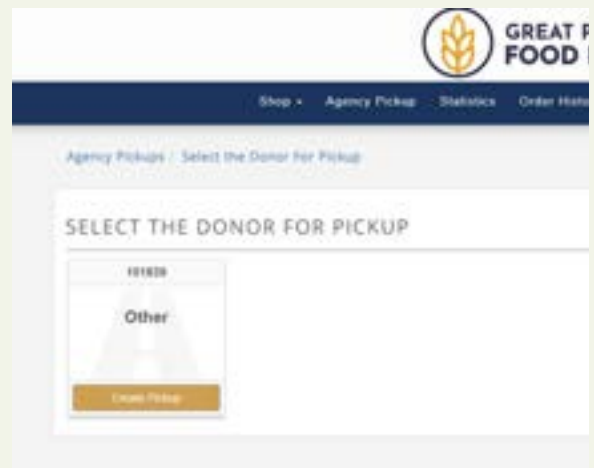 GREAT
FOOD
Shop Agency Pickup Statistics Order
Agency Pickups / Select the Donor For Pickup
SELECT THE DONOR FOR PICKUP
Other
Create Pickup